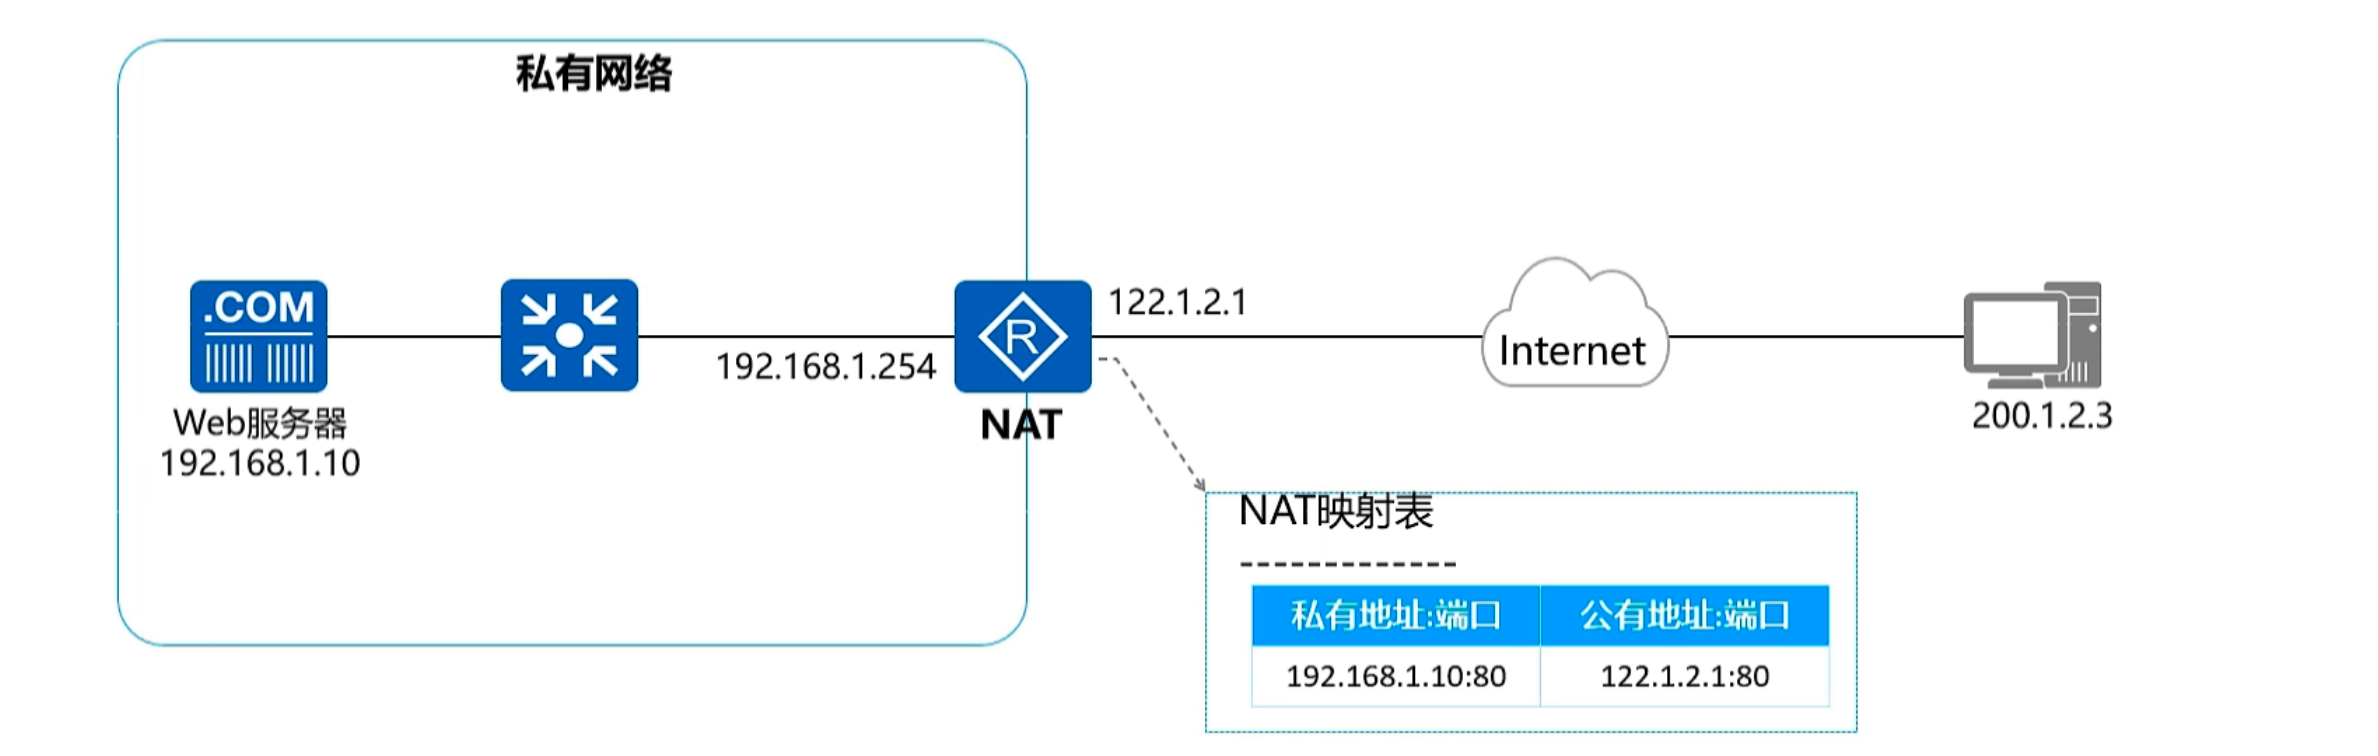 私有网络
.COM
Web服务器
192.168.1.10
192.168.1.254
R
NAT
122.1.2.1
Internet
200.1.2.3
NAT映射表
-------------
私有地址:端口 公有地址:端口
192.168.1.10:80 122.1.2.1:80